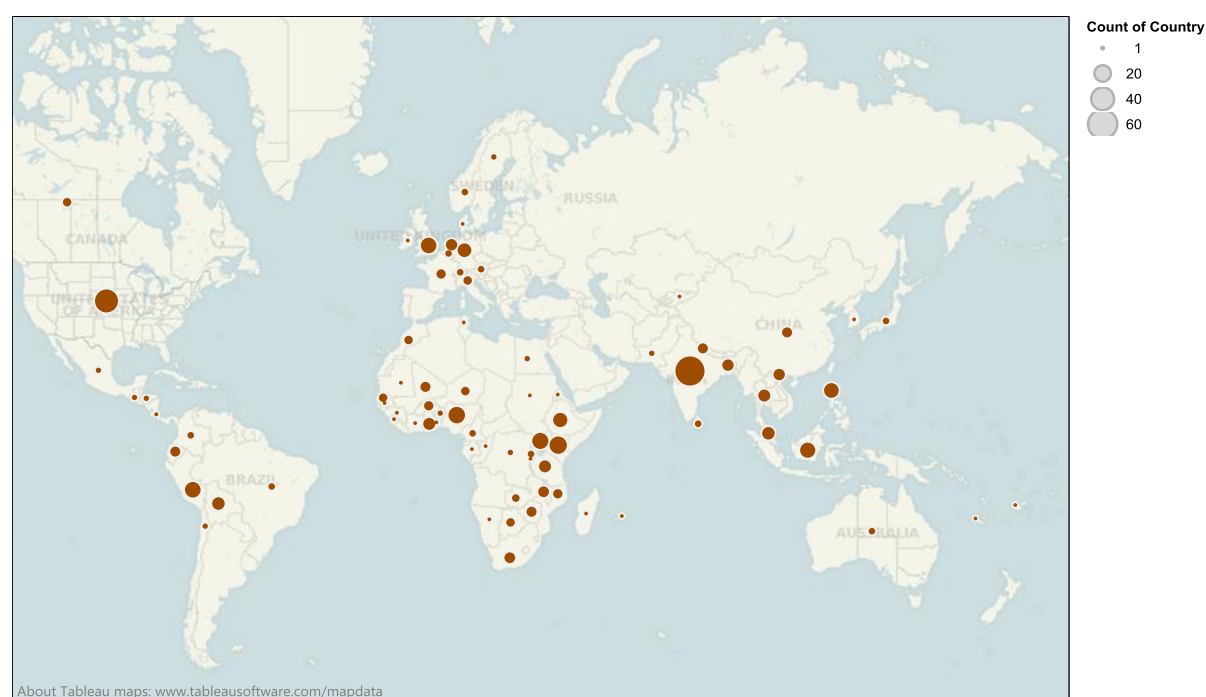 Count of Country
1
20
40
60
SWEDEN
RUSSIA
UNITED KINGDOM
CANADA
UNITED STATES
OF AMERICA
CHINA
BRAZIL
AUSTRALIA
About Tableau maps: www.tableausoftware.com/mapdata